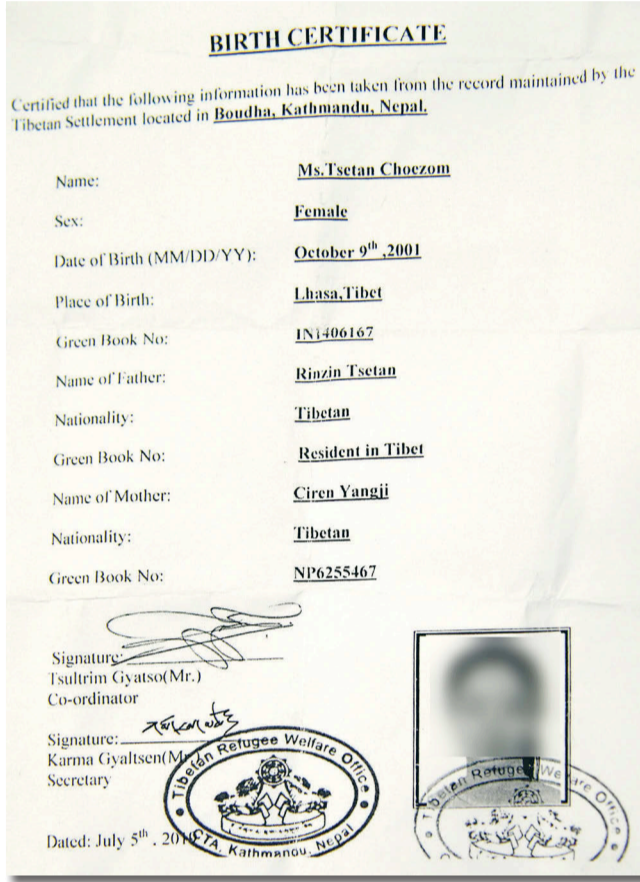 BIRTH CERTIFICATE
Certified that the following information has been taken from the record maintained by the
Tibetan Settlement located in Boudha, Kathmandu, Nepal.
Name: Ms.Tsetan Choezom
Sex: Female
Date of Birth (MM/DD/YY): October 9th ,2001
Place of Birth: Lhasa,Tibet
Green Book No: IN1406167
Name of Father: Rinzin Tsetan
Nationality: Tibetan
Green Book No: Resident in Tibet
Name of Mother: Ciren Yangji
Nationality: Tibetan
Green Book No: NP6255467
Signature:
Tsultrim Gyatso(Mr.)
Co-ordinator
Signature:
Karma Gyaltsen(M
Secretary
Dated: July 5th , 201
Tibetan Refugee Welfare Office
CTA, Kathmandu, Nepal
Tibetan Refugee Welfare Office